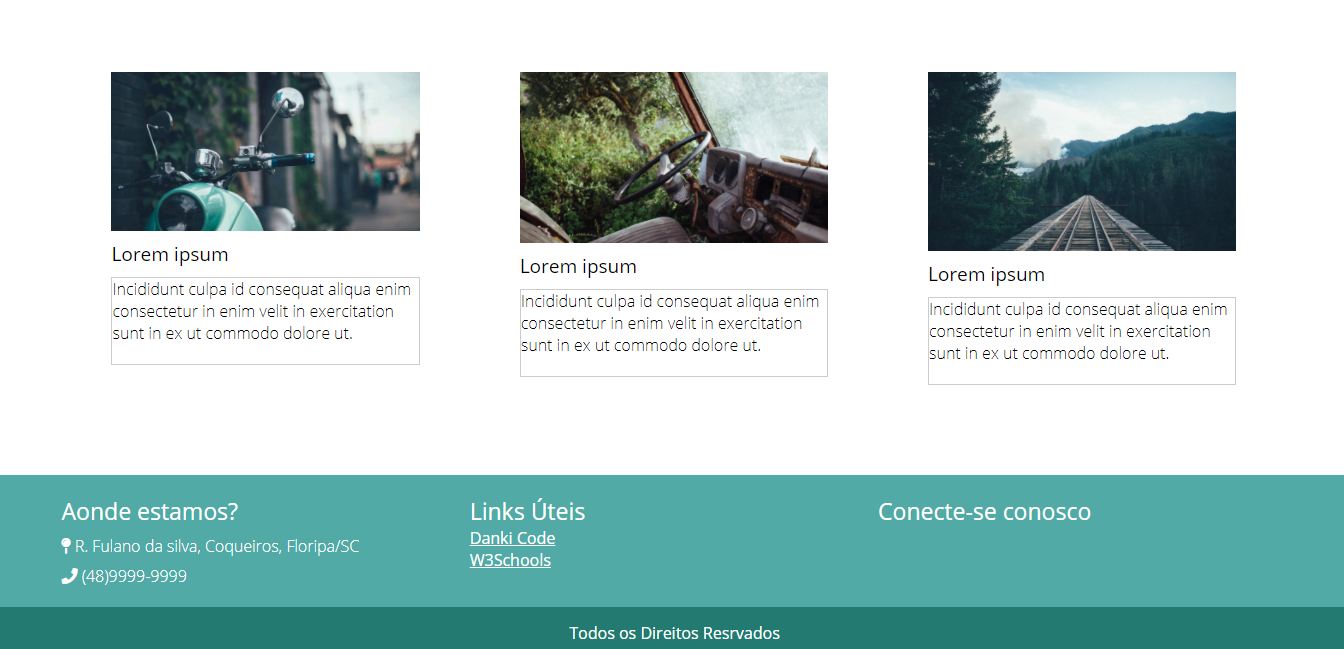 Lorem ipsum
Incididunt culpa id consequat aliqua enim
consectetur in enim velit in exercitation
sunt in ex ut commodo dolore ut.
Lorem ipsum
Incididunt culpa id consequat aliqua enim
consectetur in enim velit in exercitation
sunt in ex ut commodo dolore ut.
Lorem ipsum
Incididunt culpa id consequat aliqua enim
consectetur in enim velit in exercitation
sunt in ex ut commodo dolore ut.
Aonde estamos?
R. Fulano da silva, Coqueiros, Floripa/SC
(48)9999-9999
Links Úteis
Danki Code
W3Schools
Conecte-se conosco
Todos os Direitos Resrvados